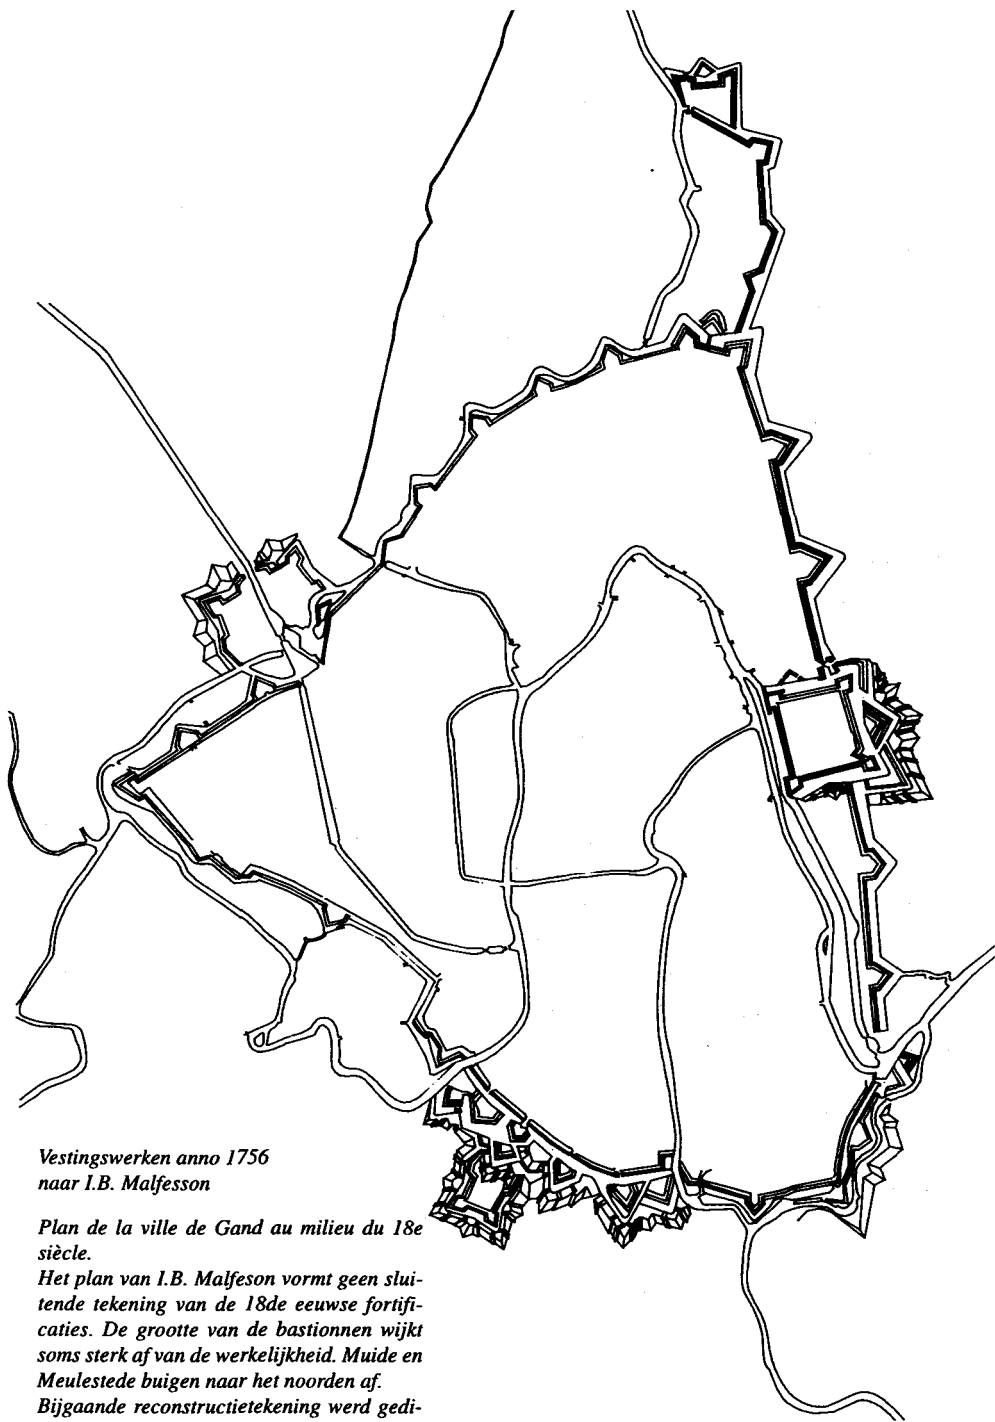 Vestingswerken anno 1756
naar I.B. Malfesson
Plan de la ville de Gand au milieu du 18e
siècle.
Het plan van I.B. Malfeson vormt geen slui-
tende tekening van de 18de eeuwse fortifi-
caties. De grootte van de bastionnen wijkt
soms sterk af van de werkelijkheid. Muide en
Meulestede buigen naar het noorden af.
Bijgaande reconstructietekening werd gedi-